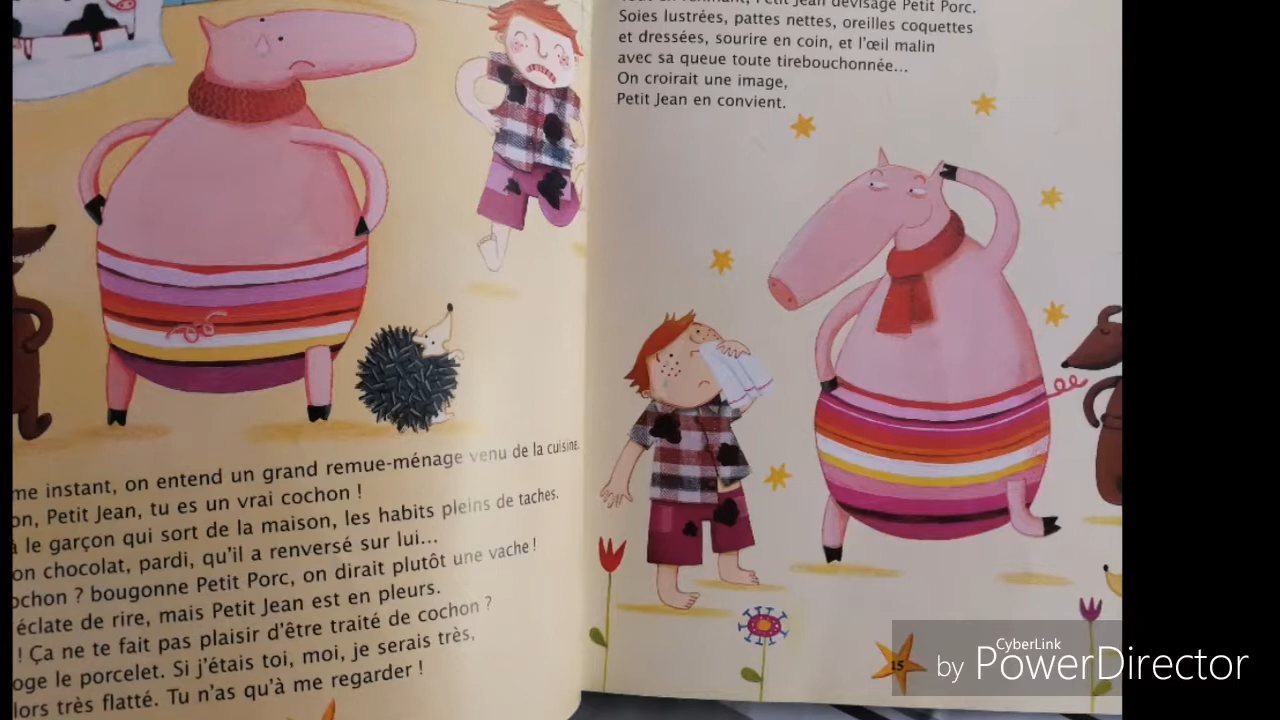 me instant, on entend un grand remue-ménage venu de la cuisine.
on, Petit Jean, tu es un vrai cochon !
à le garçon qui sort de la maison, les habits pleins de taches.
on chocolat, pardi, qu'il a renversé sur lui...
ochon ? bougonne Petit Porc, on dirait plutôt une vache !
éclate de rire, mais Petit Jean est en pleurs.
! Ça ne te fait pas plaisir d'être traité de cochon ?
oge le porcelet. Si j'étais toi, moi, je serais très,
lors très flatté. Tu n'as qu'à me regarder !
Petit Jean dévisage Petit Porc.
Soies lustrées, pattes nettes, oreilles coquettes
et dressées, sourire en coin, et l'œil malin
avec sa queue toute tirebouchonnée...
On croirait une image,
Petit Jean en convient.
15
CyberLink
by PowerDirector